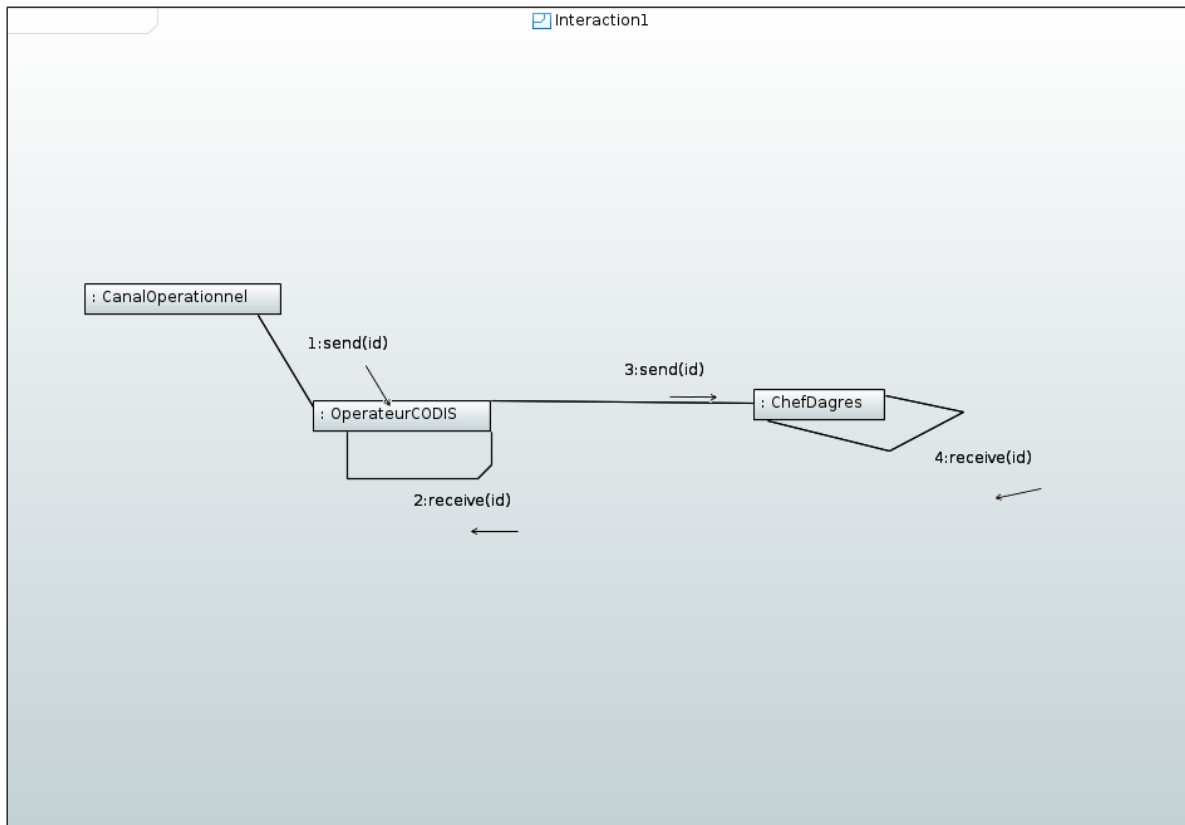 Interaction1
: CanalOperationnel
1:send(id)
3:send(id)
: OperateurCODIS
: ChefDagres
4:receive(id)
2:receive(id)